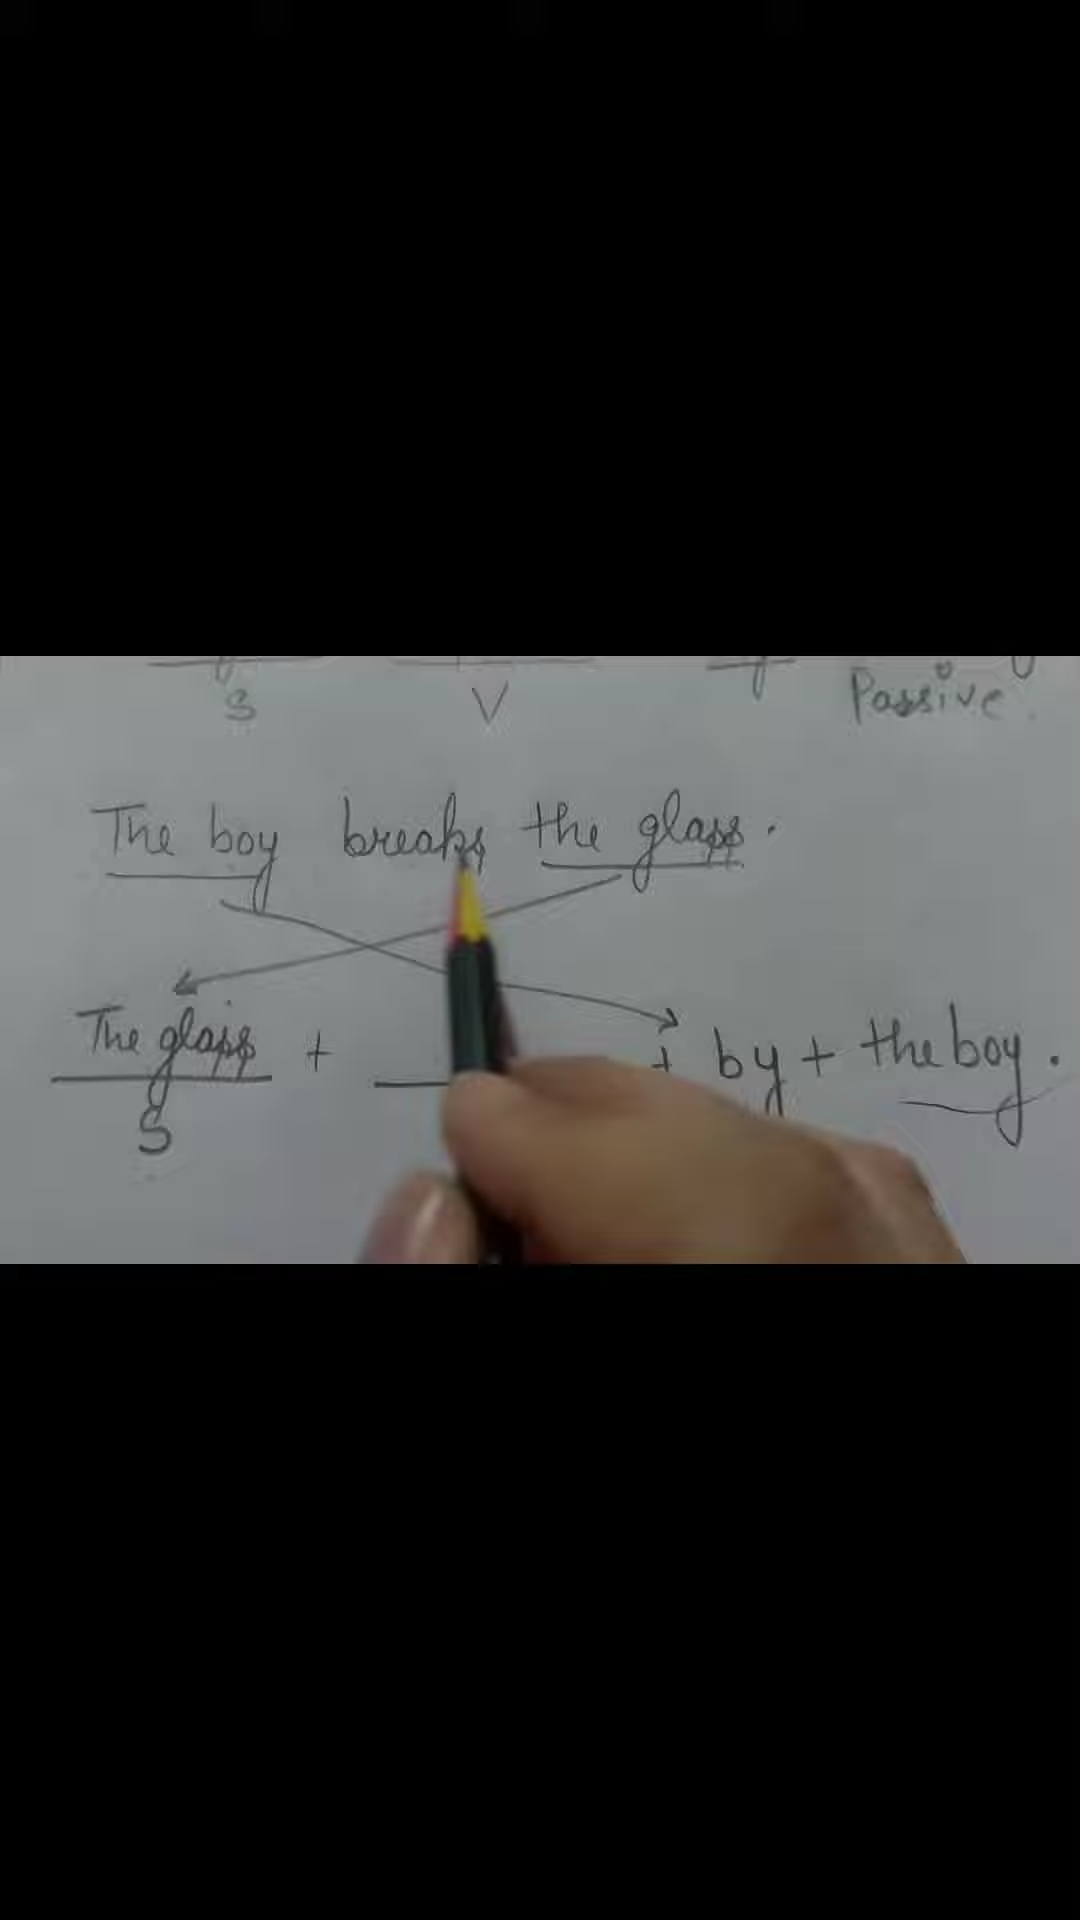 S V Passive
The boy breaks the glass.
The glass + + by + the boy.
S